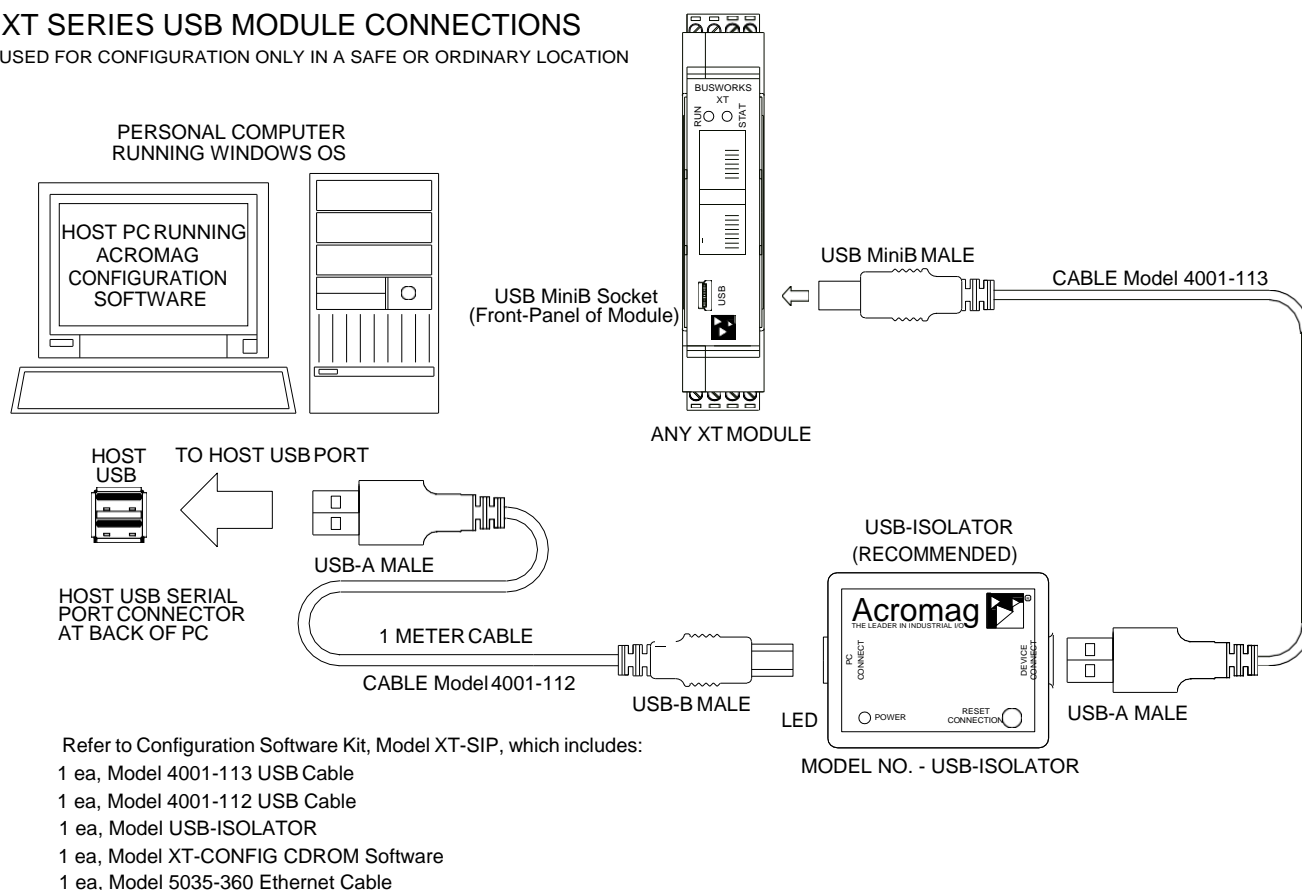 XT SERIES USB MODULE CONNECTIONS
USED FOR CONFIGURATION ONLY IN A SAFE OR ORDINARY LOCATION
PERSONAL COMPUTER
RUNNING WINDOWS OS
HOST PC RUNNING
ACROMAG
CONFIGURATION
SOFTWARE
BUSWORKS
XT
RUN
STAT
USB
USB MiniB Socket
(Front-Panel of Module)
USB MiniB MALE
CABLE Model 4001-113
ANY XT MODULE
HOST
USB
TO HOST USB PORT
USB-A MALE
HOST USB SERIAL
PORT CONNECTOR
AT BACK OF PC
1 METER CABLE
CABLE Model 4001-112
USB-B MALE
USB-ISOLATOR
(RECOMMENDED)
Acromag
®
THE LEADER IN INDUSTRIAL I/O
PC
CONNECT
DEVICE
CONNECT
LED
POWER
RESET
CONNECTION
USB-A MALE
MODEL NO. - USB-ISOLATOR
Refer to Configuration Software Kit, Model XT-SIP, which includes:
1 ea, Model 4001-113 USB Cable
1 ea, Model 4001-112 USB Cable
1 ea, Model USB-ISOLATOR
1 ea, Model XT-CONFIG CDROM Software
1 ea, Model 5035-360 Ethernet Cable